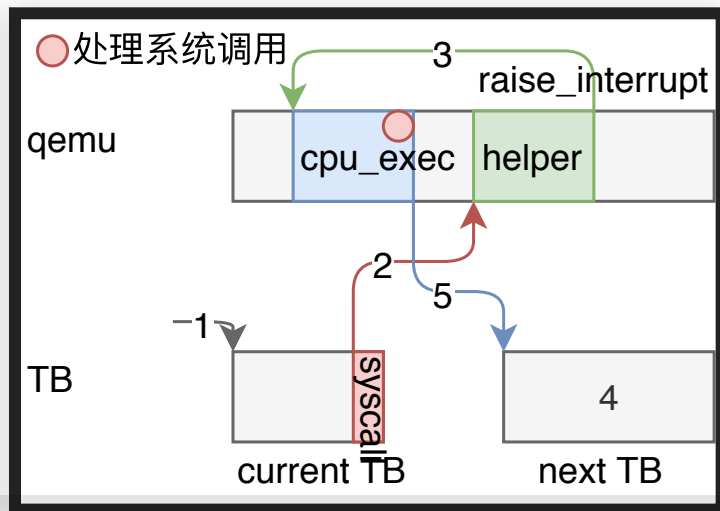 处理系统调用
3
raise_interrupt
qemu
cpu_exec
helper
2
5
1
TB
syscall
4
current TB
next TB